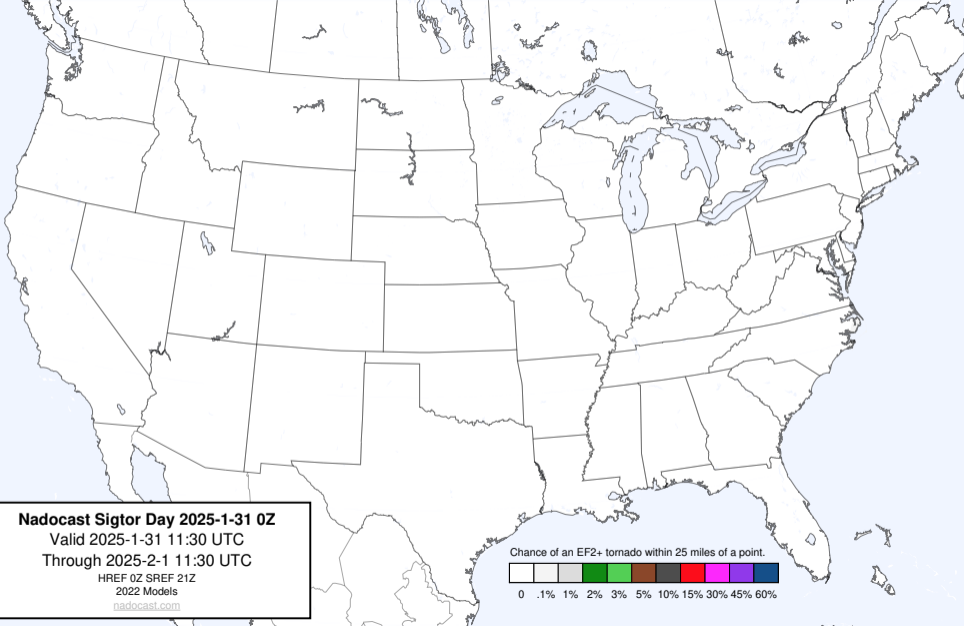 Nadocast Sigtor Day 2025-1-31 0Z
Valid 2025-1-31 11:30 UTC
Through 2025-2-1 11:30 UTC
HREF 0Z SREF 21Z
2022 Models
nadocast.com
Chance of an EF2+ tornado within 25 miles of a point.
0 .1% 1% 2% 3% 5% 10% 15% 30% 45% 60%